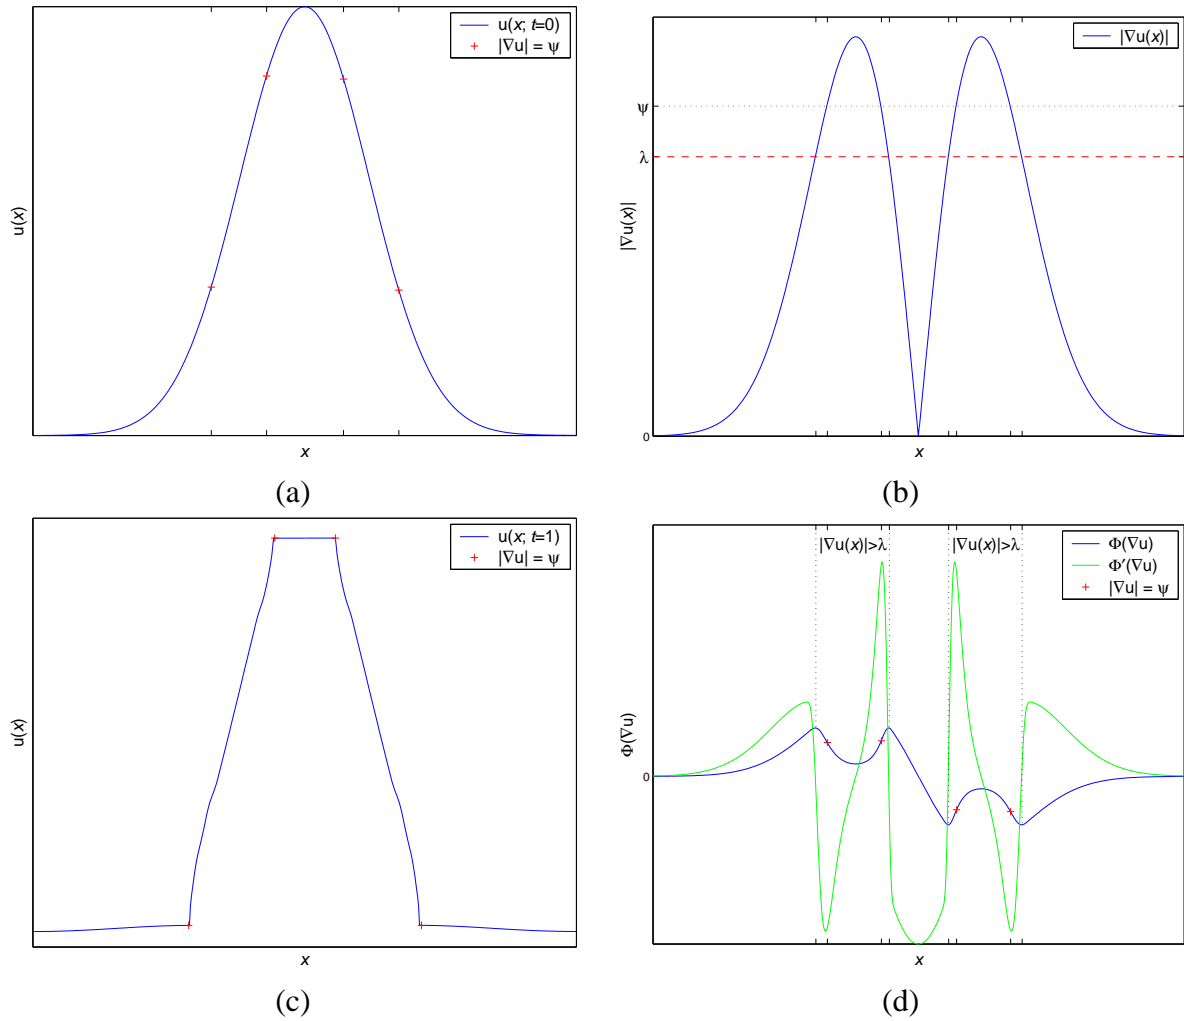 u(x; t=0)
|∇u| = ψ
u(x)
x
(a)
|∇u(x)|
ψ
λ
|∇u(x)|
0
x
(b)
u(x; t=1)
|∇u| = ψ
u(x)
x
(c)
|∇u(x)|>λ
|∇u(x)|>λ
Φ(∇u)
Φ′(∇u)
|∇u| = ψ
Φ(∇u)
0
x
(d)